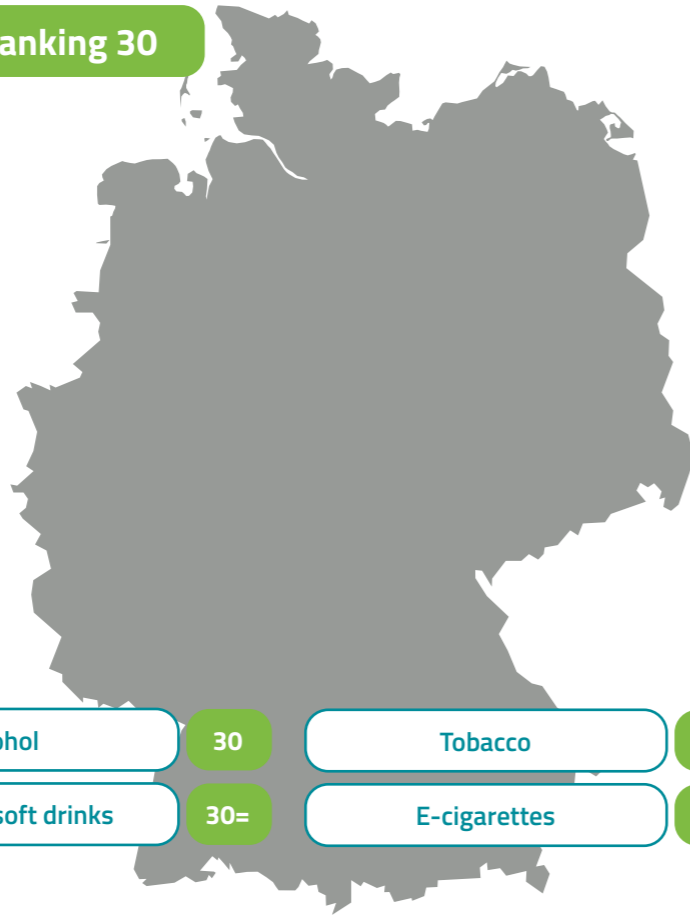 anking 30
ohol
30
Tobacco
soft drinks
30=
E-cigarettes